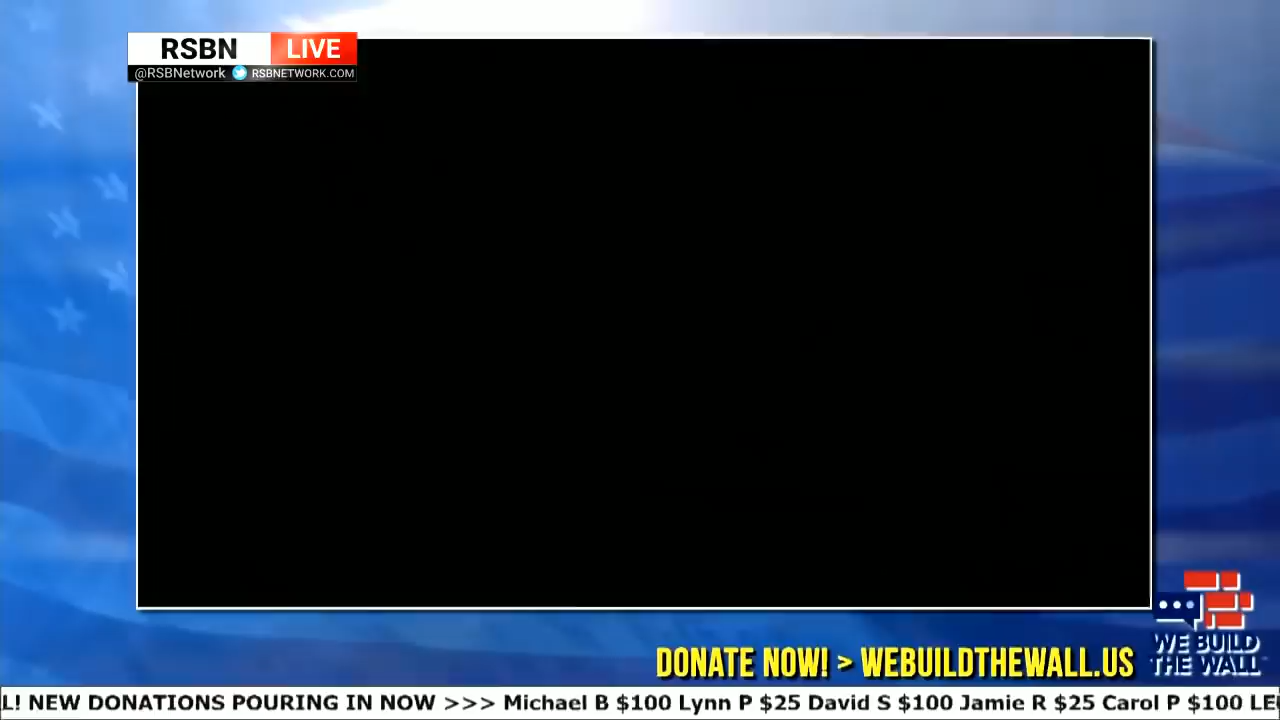 RSBN LIVE
@RSBNetwork RSBNETWORK.COM
WE BUILD
THE WALL
DONATE NOW! > WEBUILDTHEWALL.US
L! NEW DONATIONS POURING IN NOW >>> Michael B $100 Lynn P $25 David S $100 Jamie R $25 Carol P $100 LE